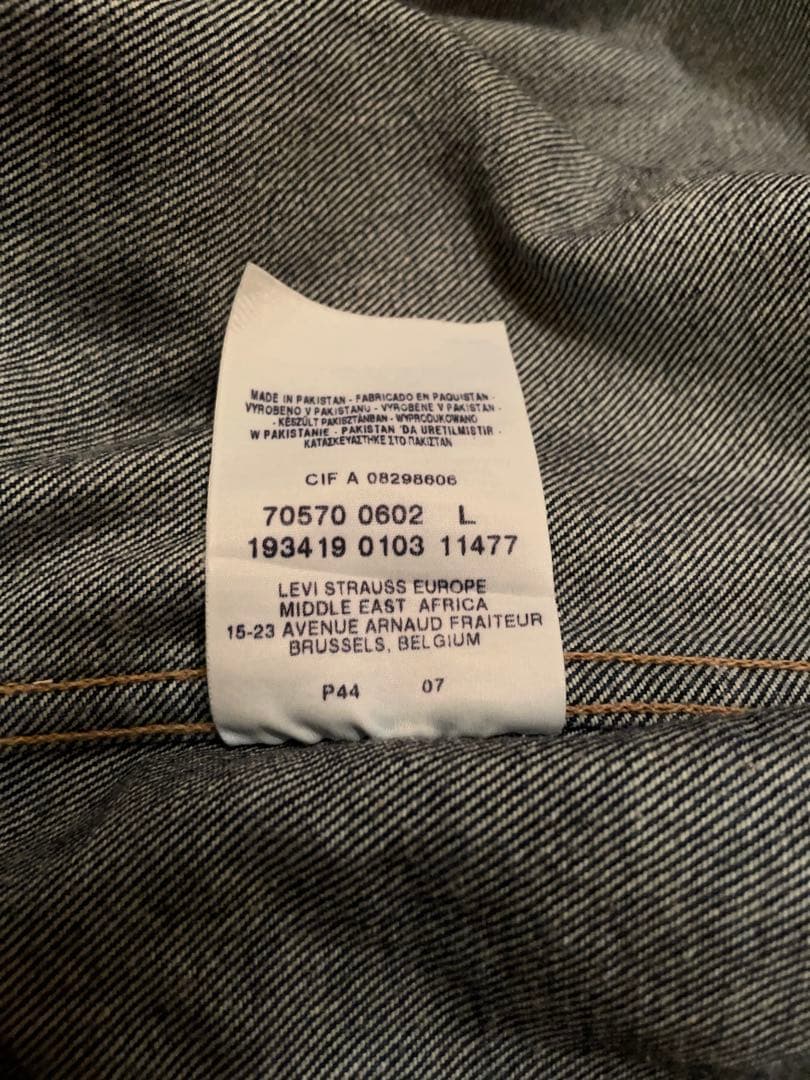 MADE IN PAKISTAN - FABRICADO EN PAQUISTAN -
VYROBENO V PAKISTANU - VYROBENE V PAKISTAN -
- KÉSZÜLT PAKISZTÁNBAN - WYPRODUKOWANO
W PAKISTANIE - PAKISTAN 'DA URETILMISTIR -
ΚΑΤΑΣΚΕΥΑΣΤΗΚΕ ΣΤΟ ΠΑΚΙΣΤΑΝ
CIF A 08298606
70570 0602 L
193419 0103 11477
LEVI STRAUSS EUROPE
MIDDLE EAST AFRICA
15-23 AVENUE ARNAUD FRAITEUR
BRUSSELS, BELGIUM
P44 07